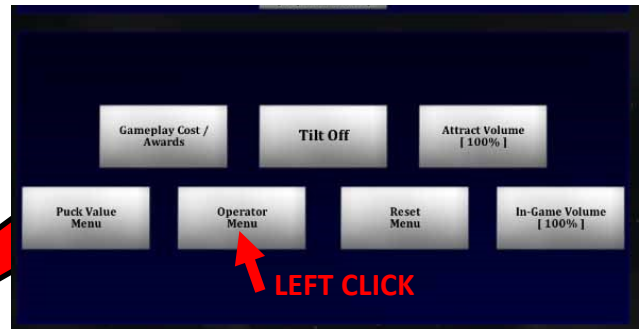 Gameplay Cost /
Awards
Tilt Off
Attract Volume
[ 100% ]
Puck Value
Menu
Operator
Menu
Reset
Menu
In-Game Volume
[ 100% ]
LEFT CLICK